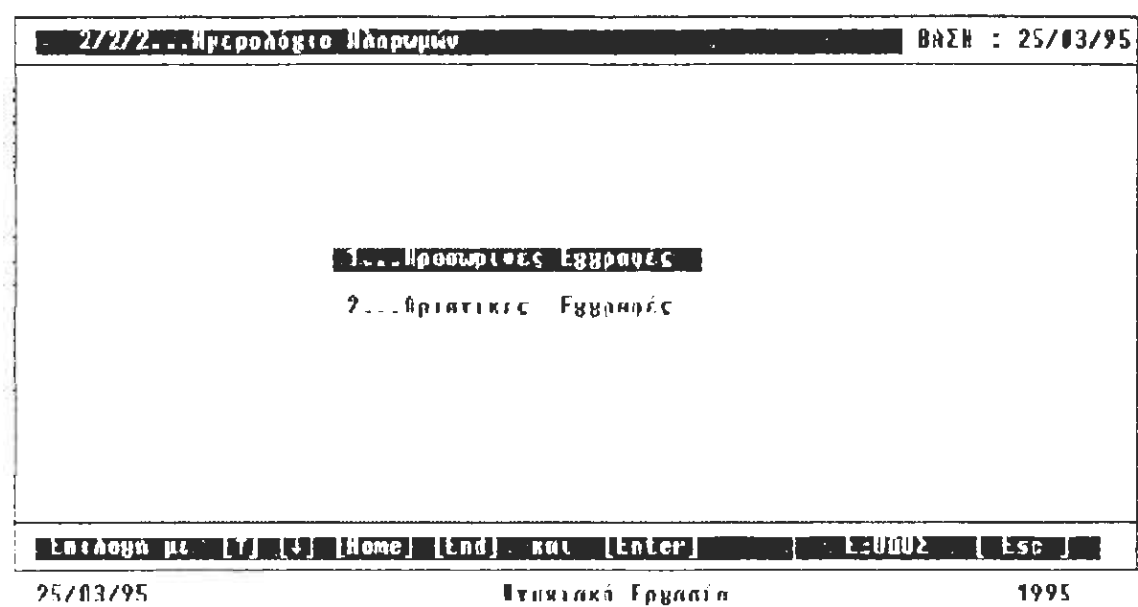 2/2/2...Ημερολόγιο Πληρωμών ΒΑΣΗ : 25/03/95
1...Προσωρινές Εγγραφές
2...Οριστικές Εγγραφές
Επιλογή με [↑] [↓] [Home] [End] και [Enter] ΕΞΟΔΟΣ [ Esc ]
25/03/95 Πτυχιακή Εργασία 1995